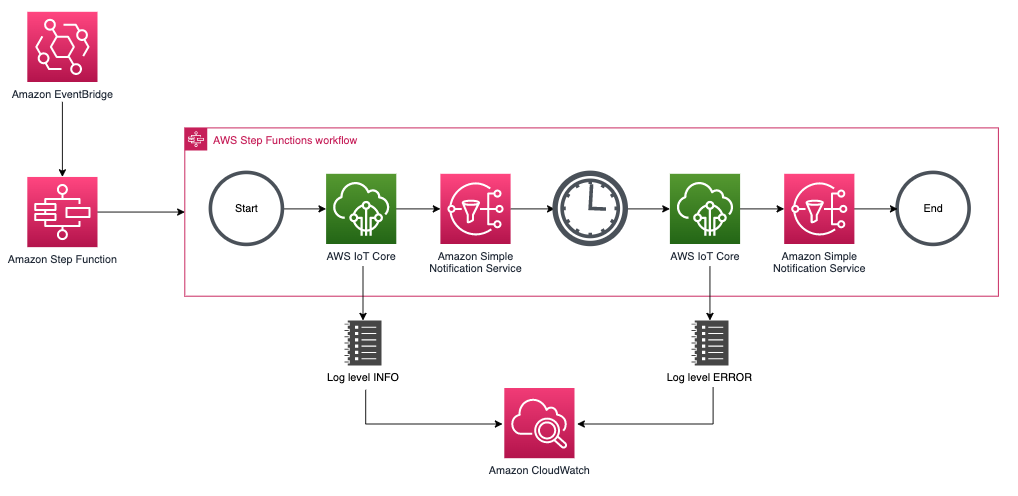 Amazon EventBridge
AWS Step Functions workflow
Start
End
AWS IoT Core
Amazon Simple
Notification Service
AWS IoT Core
Amazon Simple
Notification Service
Amazon Step Function
Log level INFO
Log level ERROR
Amazon CloudWatch